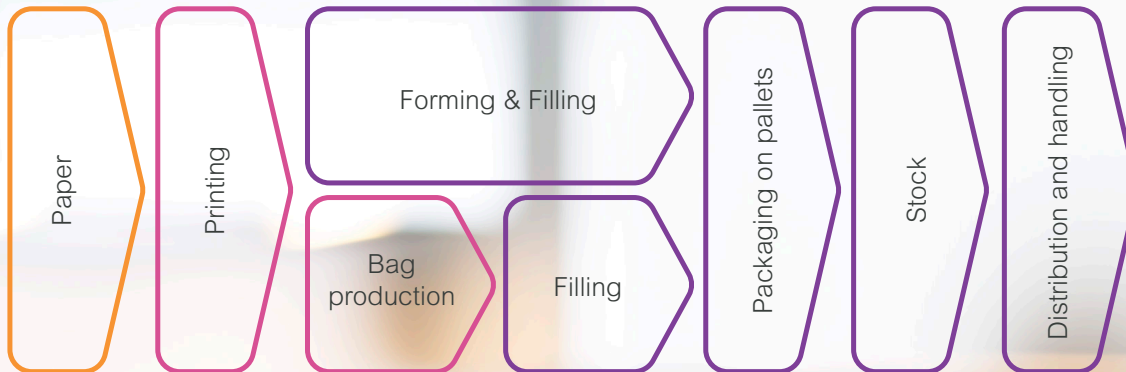 Paper
Printing
Forming & Filling
Bag
production
Filling
Packaging on pallets
Stock
Distribution and handling